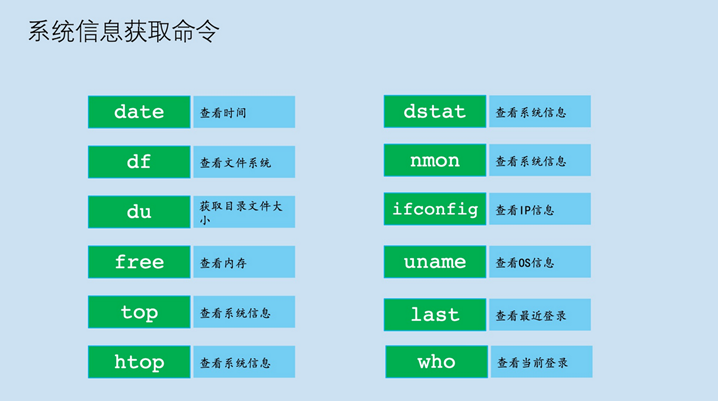 系统信息获取命令
date
查看时间
df
查看文件系统
du
获取目录文件大
小
free
查看内存
top
查看系统信息
htop
查看系统信息
dstat
查看系统信息
nmon
查看系统信息
ifconfig
查看IP信息
uname
查看OS信息
last
查看最近登录
who
查看当前登录